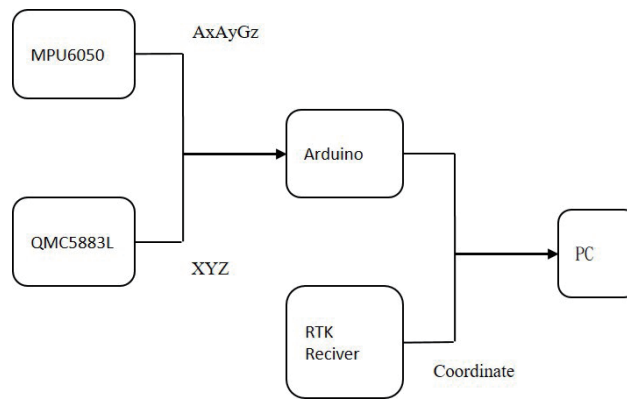 AxAyGz
MPU6050
Arduino
QMC5883L
XYZ
PC
RTK
Reciver
Coordinate